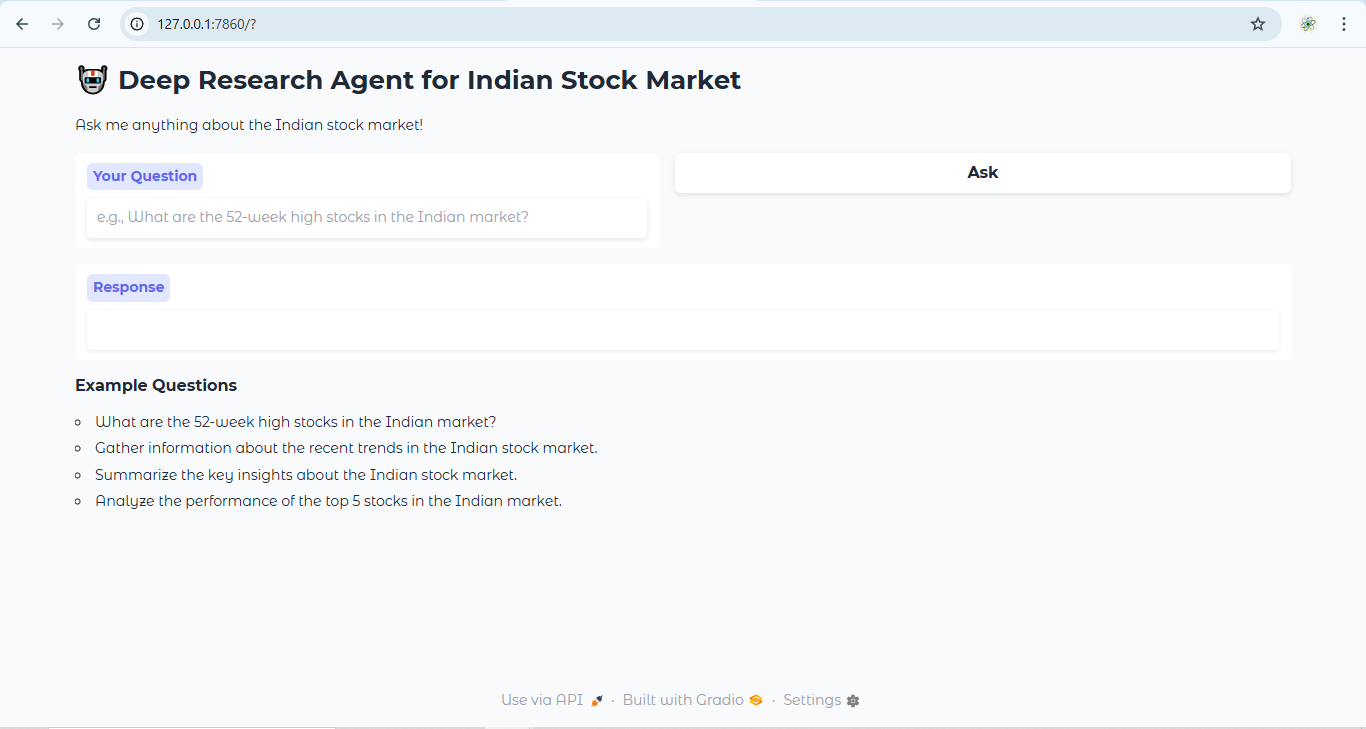 127.0.0.1:7860/?
Deep Research Agent for Indian Stock Market
Ask me anything about the Indian stock market!
Your Question
Ask
e.g., What are the 52-week high stocks in the Indian market?
Response
Example Questions
What are the 52-week high stocks in the Indian market?
Gather information about the recent trends in the Indian stock market.
Summarize the key insights about the Indian stock market.
Analyze the performance of the top 5 stocks in the Indian market.
Use via API · Built with Gradio · Settings